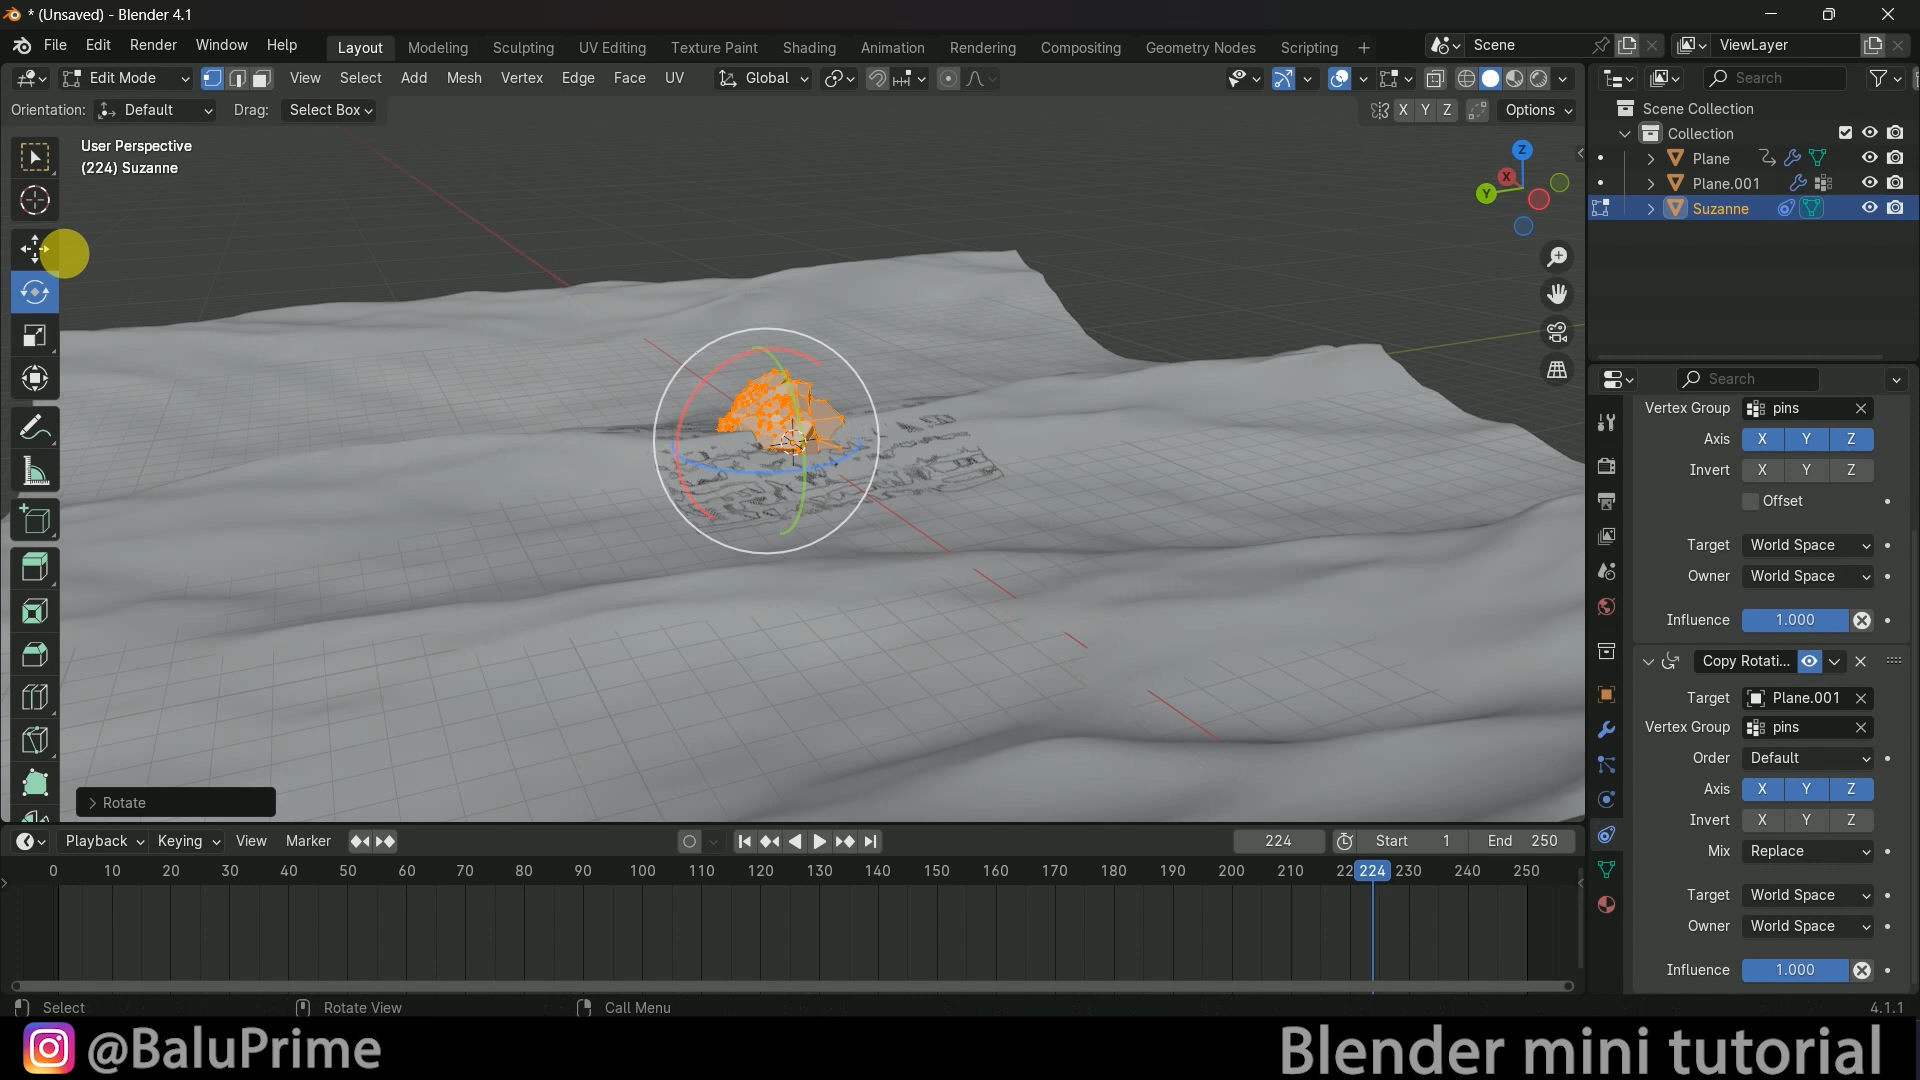 * (Unsaved) - Blender 4.1
File Edit Render Window Help Layout Modeling Sculpting UV Editing Texture Paint Shading Animation Rendering Compositing Geometry Nodes Scripting + Scene ViewLayer
Edit Mode View Select Add Mesh Vertex Edge Face UV Global Search
Orientation: Default Drag: Select Box X Y Z Options
Scene Collection
Collection
Plane
Plane.001
Suzanne
User Perspective
(224) Suzanne
Z
X
Y
Search
Vertex Group pins
Axis X Y Z
Invert X Y Z
Offset
Target World Space
Owner World Space
Influence 1.000
Copy Rotati...
Target Plane.001
Vertex Group pins
Order Default
Axis X Y Z
Invert X Y Z
Mix Replace
Target World Space
Owner World Space
Influence 1.000
Rotate
Playback Keying View Marker 224 Start 1 End 250
0 10 20 30 40 50 60 70 80 90 100 110 120 130 140 150 160 170 180 190 200 210 22 224 230 240 250
Select Rotate View Call Menu 4.1.1
@BaluPrime Blender mini tutorial